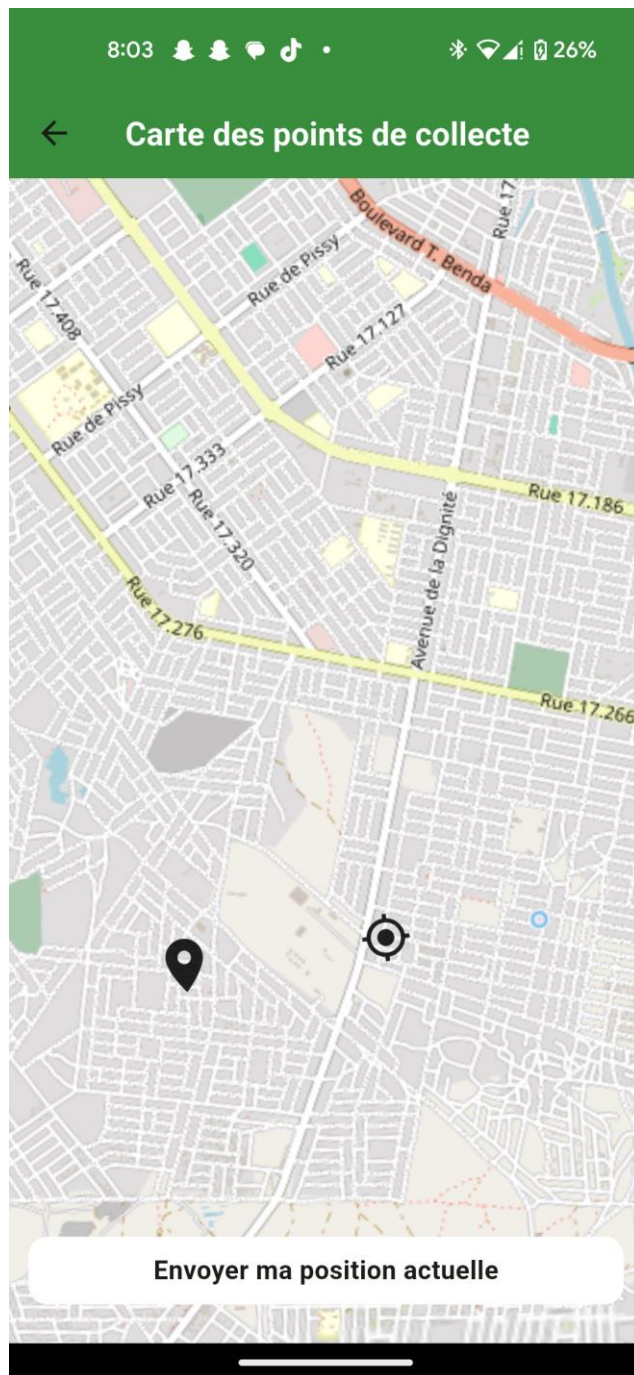 8:03
26%
Carte des points de collecte
Boulevard T. Benda
Rue 17.
Rue de Pissy
Rue 17.408
Rue 17.127
Rue de Pissy
Rue 17.333
Rue 17.320
Rue 17.186
Avenue de la Dignité
Rue 17.276
Rue 17.266
Envoyer ma position actuelle